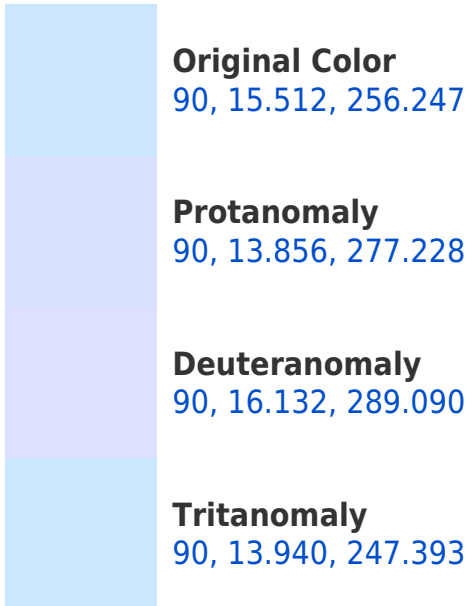 Original Color
90, 15.512, 256.247
Protanomaly
90, 13.856, 277.228
Deuteranomaly
90, 16.132, 289.090
Tritanomaly
90, 13.940, 247.393